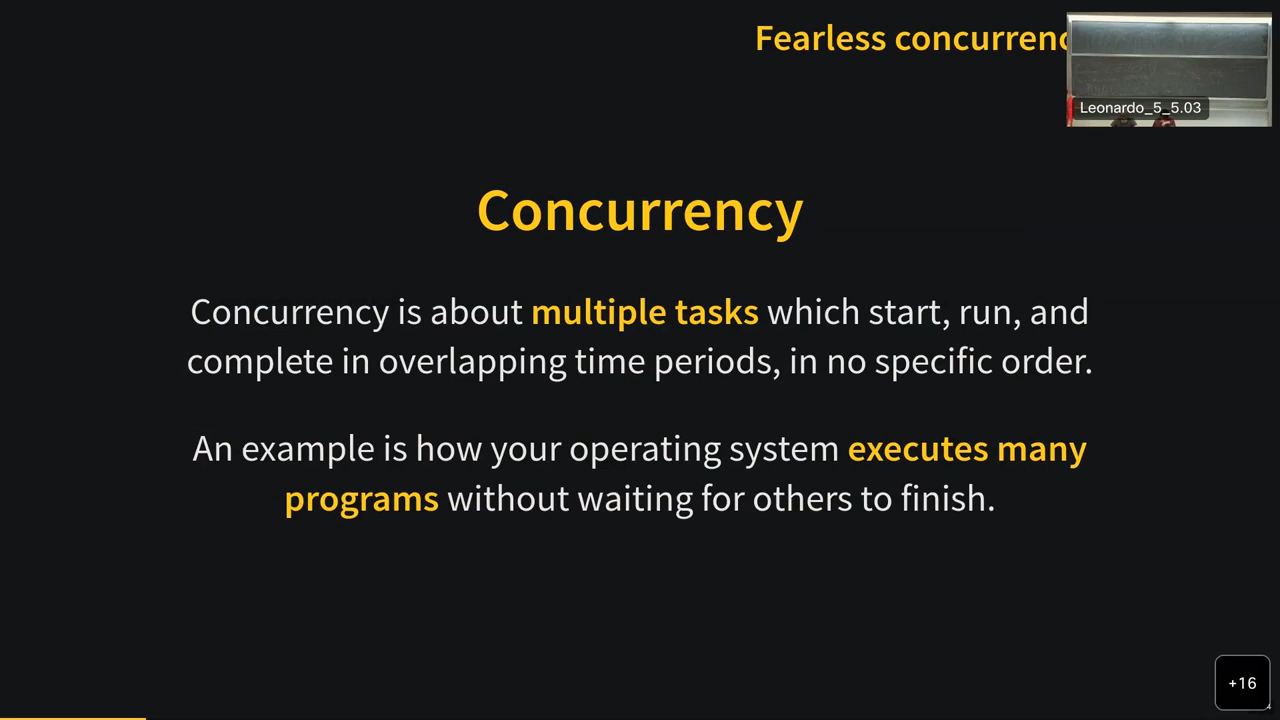 Fearless concurrenc
Leonardo_5_5.03
Concurrency
Concurrency is about multiple tasks which start, run, and
complete in overlapping time periods, in no specific order.
An example is how your operating system executes many
programs without waiting for others to finish.
+16